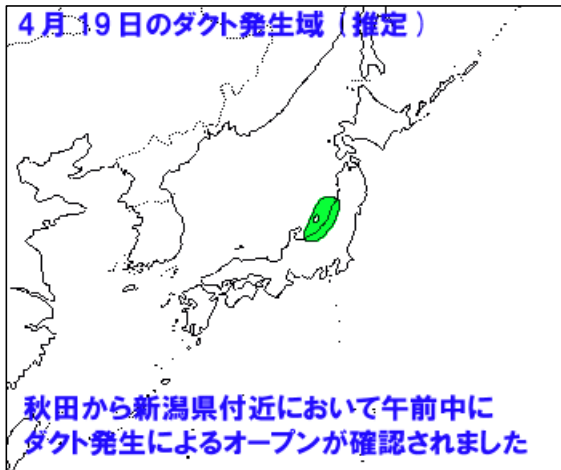 4月19日のダクト発生域(推定)
秋田から新潟県付近において午前中に
ダクト発生によるオープンが確認されました